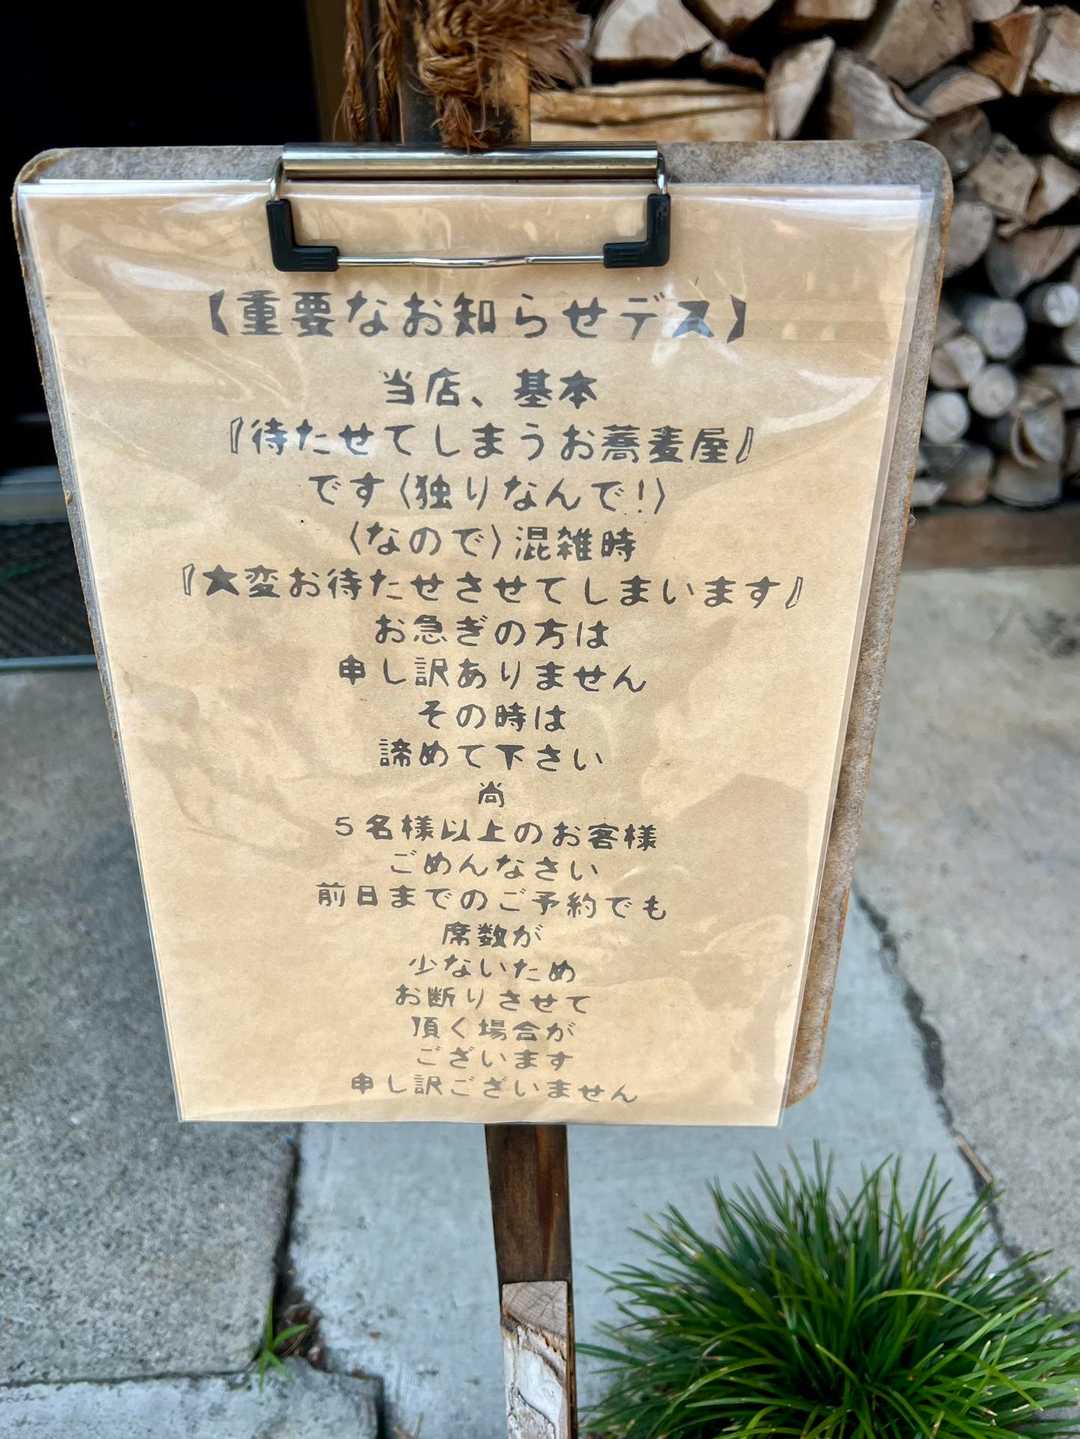 【重要なお知らせデス】
当店、基本
『待たせてしまうお蕎麦屋』
です〈独りなんで!〉
〈なので〉混雑時
『大変お待たせさせてしまいます』
お急ぎの方は
申し訳ありません
その時は
諦めて下さい
尚
5名様以上のお客様
ごめんなさい
前日までのご予約でも
席数が
少ないため
お断りさせて
頂く場合が
ございます
申し訳ございません